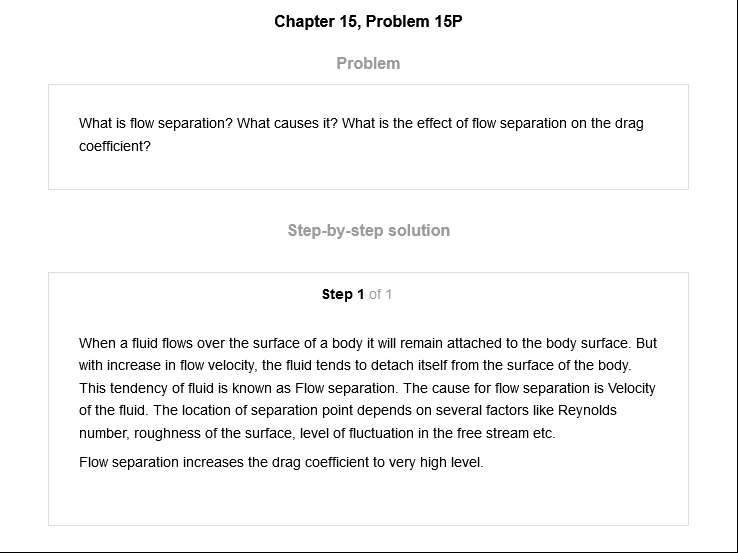 Chapter 15, Problem 15P
Problem
What is flow separation? What causes it? What is the effect of flow separation on the drag
coefficient?
Step-by-step solution
Step 1 of 1
When a fluid flows over the surface of a body it will remain attached to the body surface. But
with increase in flow velocity, the fluid tends to detach itself from the surface of the body.
This tendency of fluid is known as Flow separation. The cause for flow separation is Velocity
of the fluid. The location of separation point depends on several factors like Reynolds
number, roughness of the surface, level of fluctuation in the free stream etc.
Flow separation increases the drag coefficient to very high level.